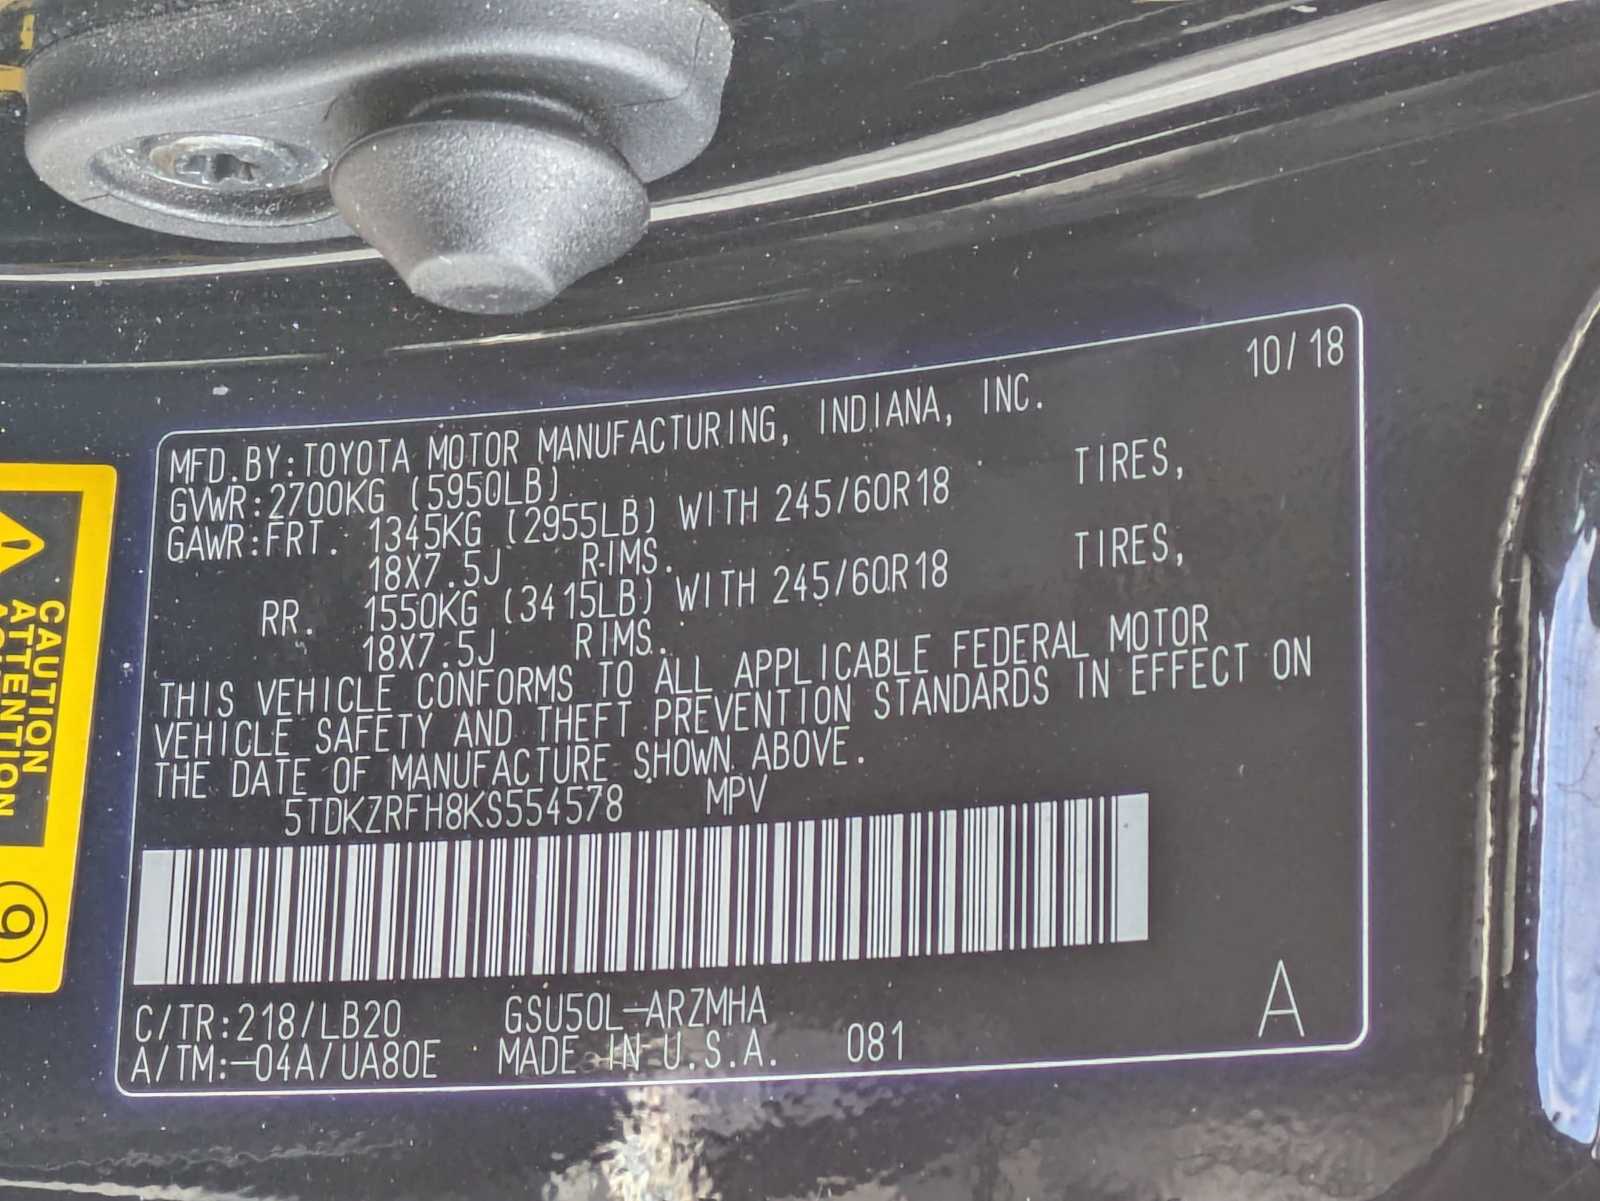 10/18
MFD.BY:TOYOTA MOTOR MANUFACTURING, INDIANA, INC.
GVWR:2700KG (5950LB)
GAWR:FRT. 1345KG (2955LB) WITH 245/60R18 TIRES,
18X7.5J RIMS.
RR. 1550KG (3415LB) WITH 245/60R18 TIRES,
18X7.5J RIMS.
THIS VEHICLE CONFORMS TO ALL APPLICABLE FEDERAL MOTOR
VEHICLE SAFETY AND THEFT PREVENTION STANDARDS IN EFFECT ON
THE DATE OF MANUFACTURE SHOWN ABOVE.
5TDKZRFH8KS554578 MPV
C/TR:218/LB20 GSU50L-ARZMHA
A/TM:-04A/UA80E MADE IN U.S.A. 081
A
CAUTION
ATTENTION
9